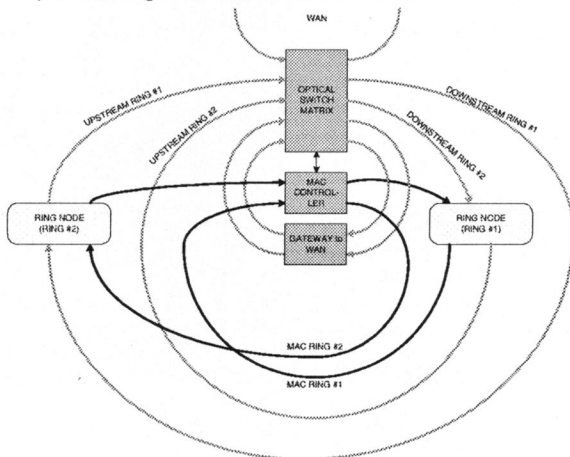 WAN
OPTICAL
SWITCH
MATRIX
UPSTREAM RING #1
UPSTREAM RING #2
DOWNSTREAM RING #1
DOWNSTREAM RING #2
MAC
CONTROL-
LER
RING NODE
(RING #2)
RING NODE
(RING #1)
GATEWAY to
WAN
MAC RING #2
MAC RING #1